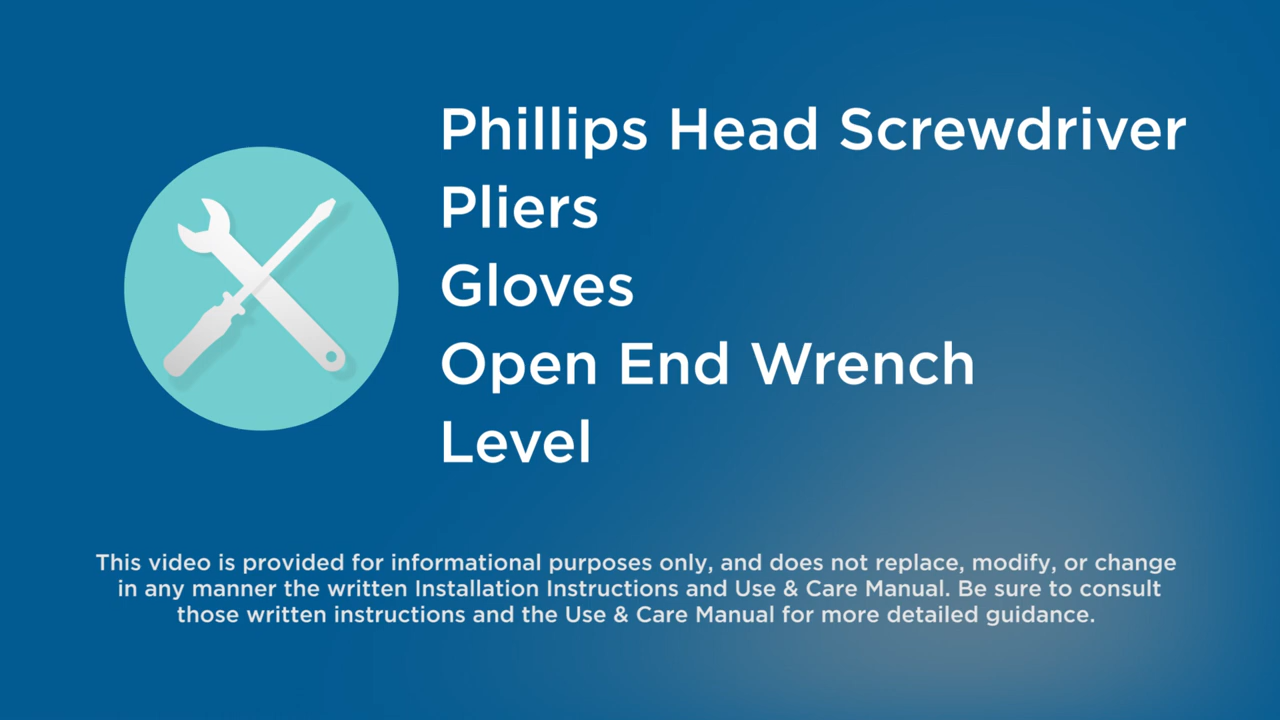 Phillips Head Screwdriver
Pliers
Gloves
Open End Wrench
Level
This video is provided for informational purposes only, and does not replace, modify, or change
in any manner the written Installation Instructions and Use & Care Manual. Be sure to consult
those written instructions and the Use & Care Manual for more detailed guidance.